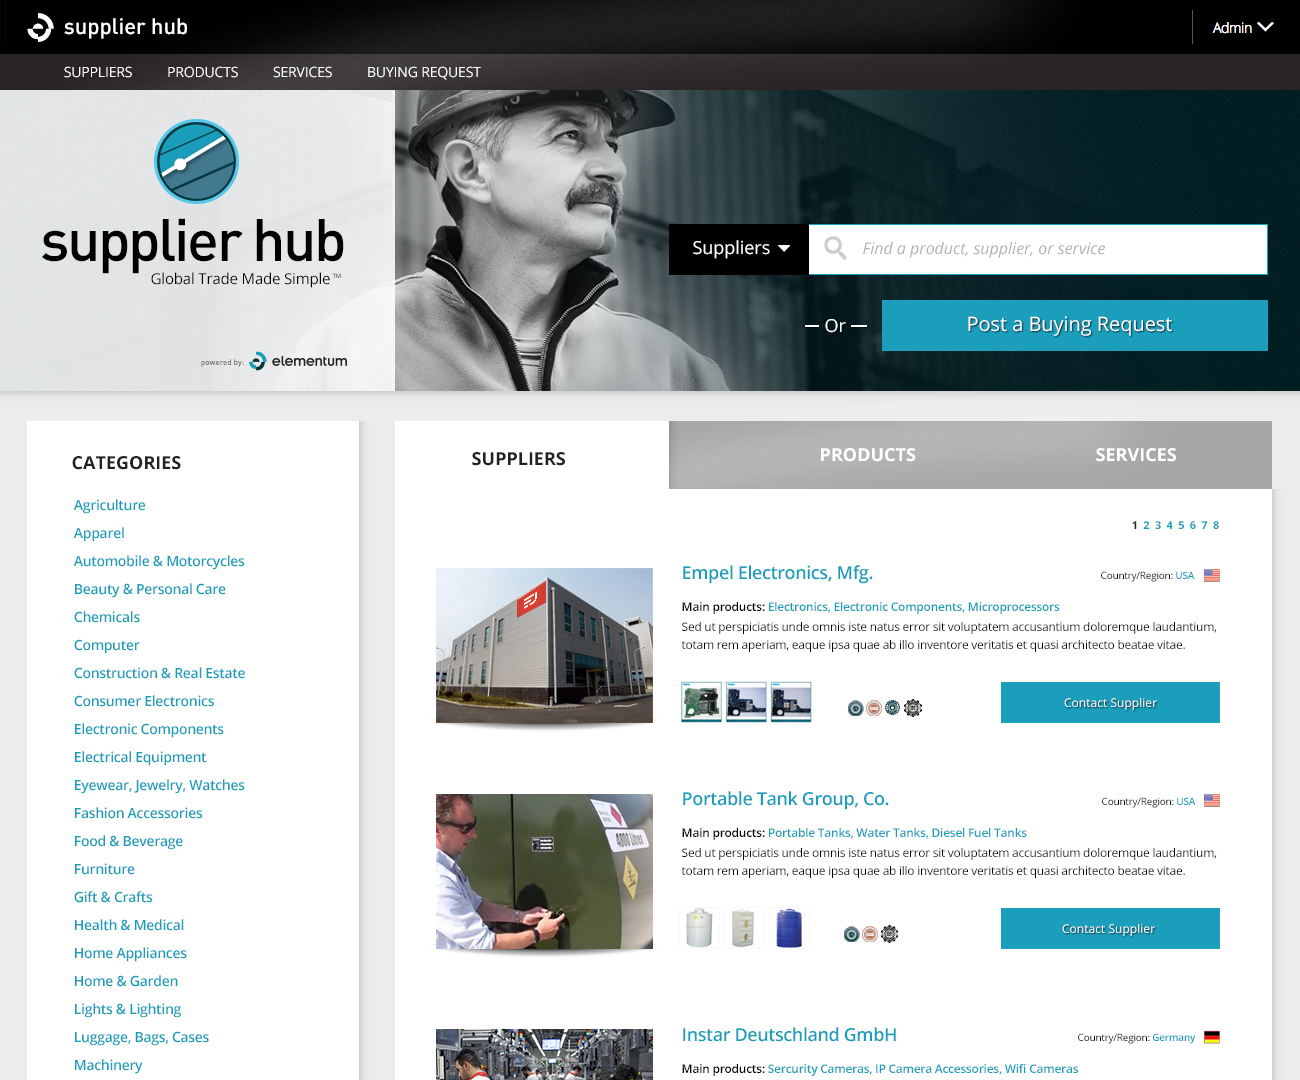 supplier hub
Admin
SUPPLIERS PRODUCTS SERVICES BUYING REQUEST
supplier hub
Global Trade Made Simple™
powered by: elementum
Suppliers
Find a product, supplier, or service
— Or —
Post a Buying Request
CATEGORIES
Agriculture
Apparel
Automobile & Motorcycles
Beauty & Personal Care
Chemicals
Computer
Construction & Real Estate
Consumer Electronics
Electronic Components
Electrical Equipment
Eyewear, Jewelry, Watches
Fashion Accessories
Food & Beverage
Furniture
Gift & Crafts
Health & Medical
Home Appliances
Home & Garden
Lights & Lighting
Luggage, Bags, Cases
Machinery
SUPPLIERS PRODUCTS SERVICES
1 2 3 4 5 6 7 8
Empel Electronics, Mfg.
Country/Region: USA
Main products: Electronics, Electronic Components, Microprocessors
Sed ut perspiciatis unde omnis iste natus error sit voluptatem accusantium doloremque laudantium,
totam rem aperiam, eaque ipsa quae ab illo inventore veritatis et quasi architecto beatae vitae.
Contact Supplier
4800 Litres
Portable Tank Group, Co.
Country/Region: USA
Main products: Portable Tanks, Water Tanks, Diesel Fuel Tanks
Sed ut perspiciatis unde omnis iste natus error sit voluptatem accusantium doloremque laudantium,
totam rem aperiam, eaque ipsa quae ab illo inventore veritatis et quasi architecto beatae vitae.
Contact Supplier
Instar Deutschland GmbH
Country/Region: Germany
Main products: Sercurity Cameras, IP Camera Accessories, Wifi Cameras